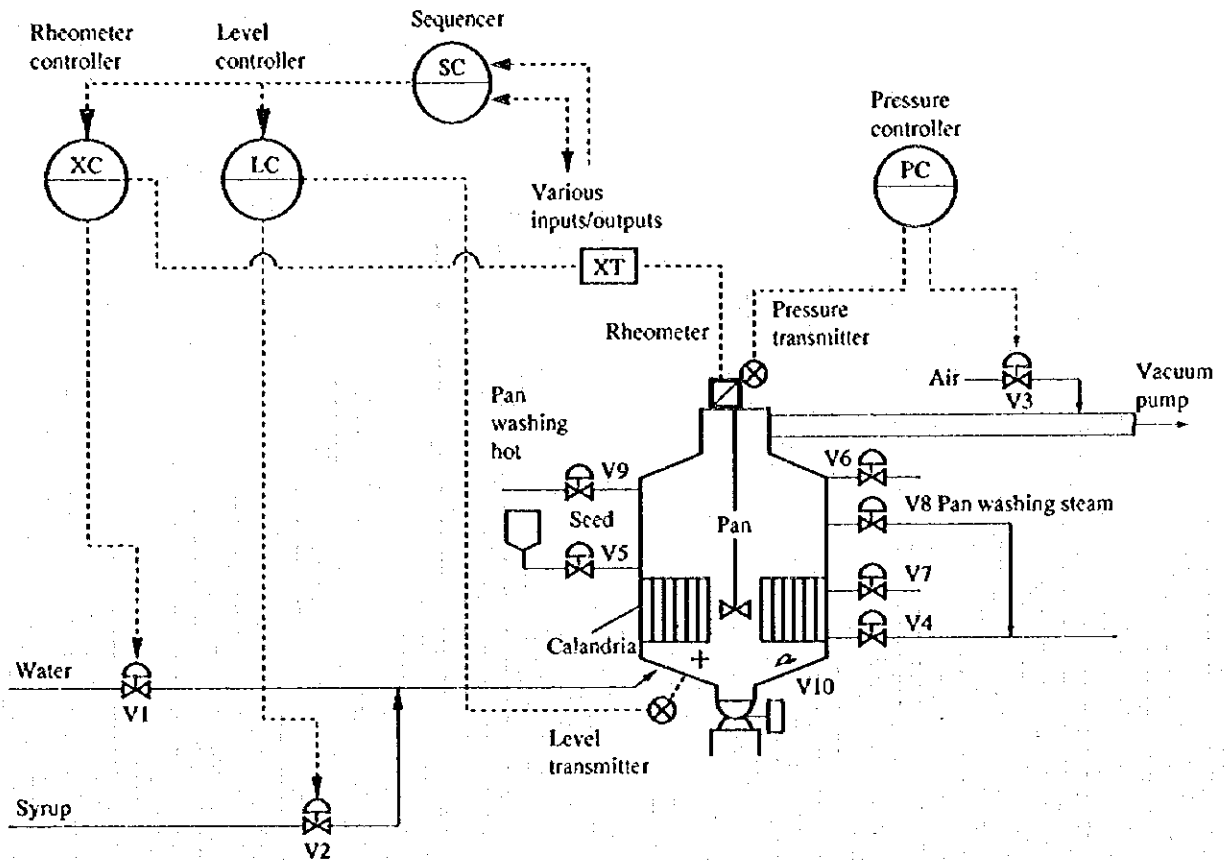 Sequencer
Rheometer
controller
Level
controller
SC
Pressure
controller
XC
LC
PC
Various
inputs/outputs
XT
Rheometer
Pressure
transmitter
Air
V3
Vacuum
pump
Pan
washing
hot
V9
V6
V8 Pan washing steam
Seed
Pan
V5
V7
V4
Calandria
Water
V1
V10
Level
transmitter
Syrup
V2